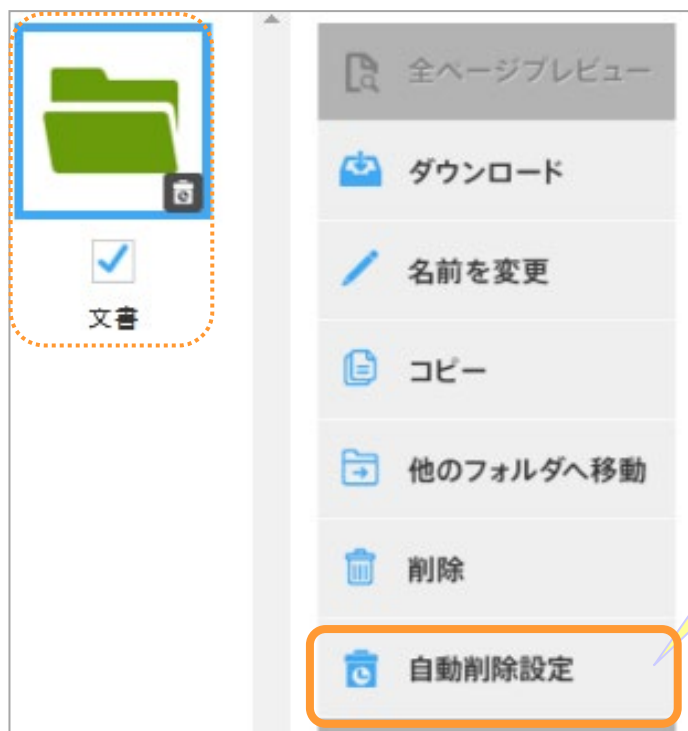 文書
全ページプレビュー
ダウンロード
名前を変更
コピー
他のフォルダへ移動
削除
自動削除設定